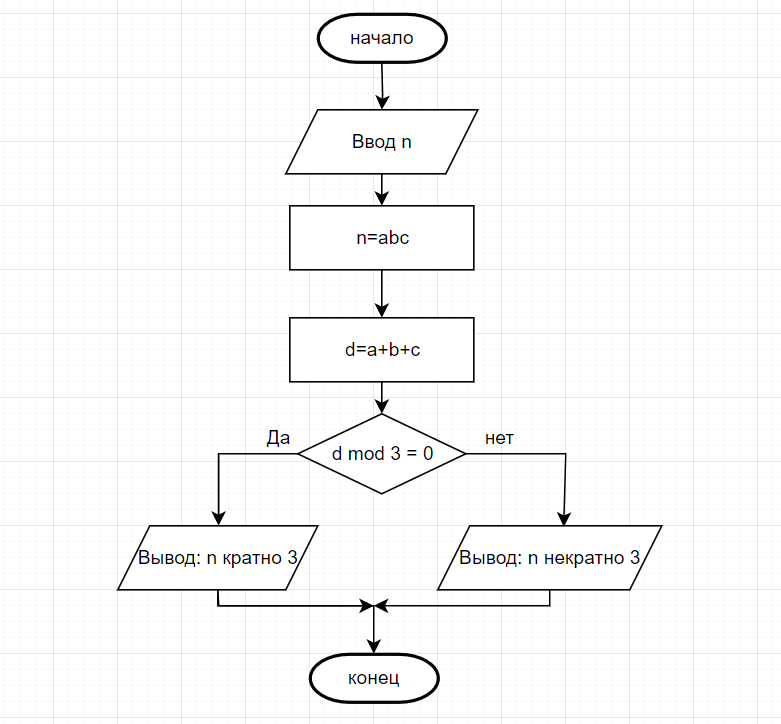 начало
Ввод n
n=abc
d=a+b+c
Да
нет
d mod 3 = 0
Вывод: n кратно 3
Вывод: n некратно 3
конец